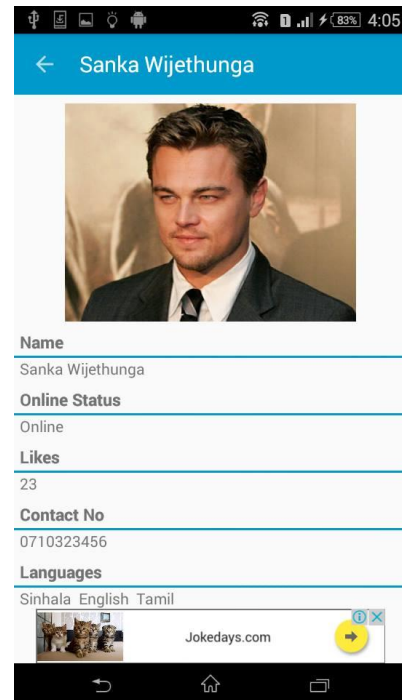 83% 4:05
Sanka Wijethunga
Name
Sanka Wijethunga
Online Status
Online
Likes
23
Contact No
0710323456
Languages
Sinhala English Tamil
Jokedays.com